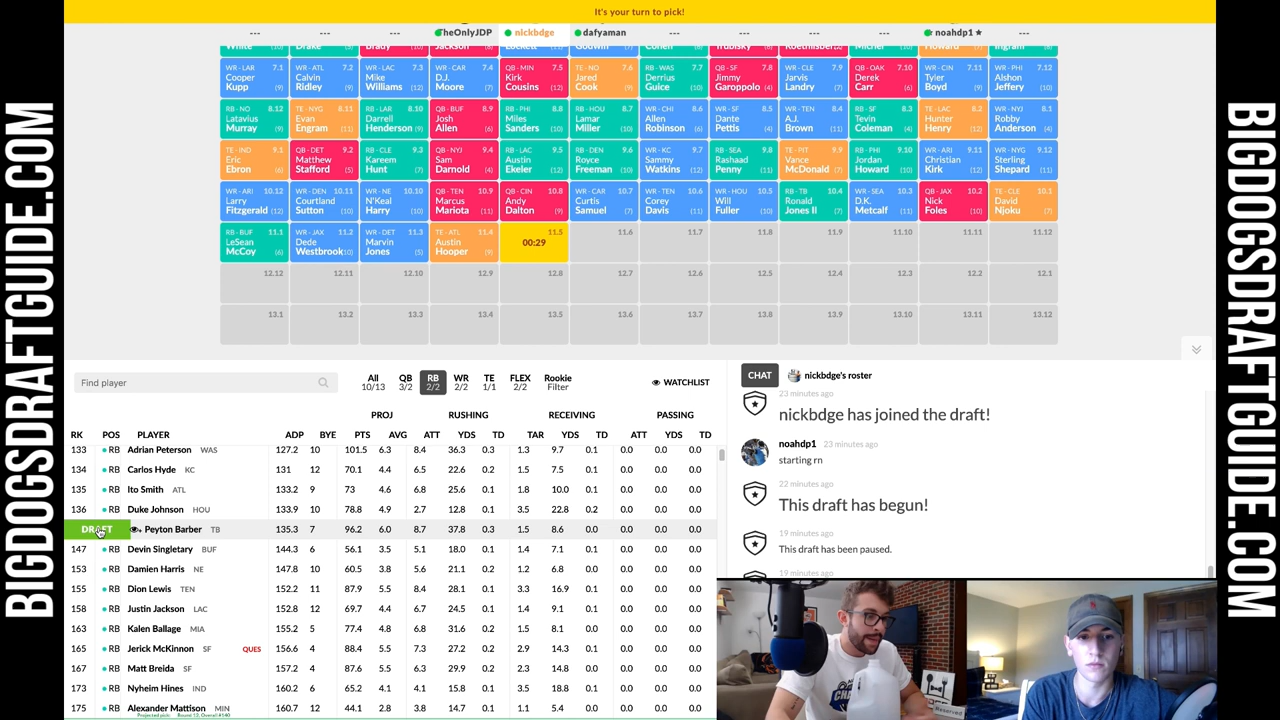 It's your turn to pick!
---
---
---
TheOnlyJDP
nickbdge
dafyaman
---
---
---
---
noahdp1 ★
---
White (10) Drake (5) Brady (10) Jackson (8) Lockett Godwin Cohen Trubisky Roethlisberger Michel Howard Ingram
WR - LAR 7.1 WR - ATL 7.2 WR - LAC 7.3 WR - CAR 7.4 QB - MIN 7.5 TE - NO 7.6 RB - WAS 7.7 QB - SF 7.8 WR - CLE 7.9 QB - OAK 7.10 WR - CIN 7.11 WR - PHI 7.12
Cooper Calvin Mike D.J. Kirk Jared Derrius Jimmy Jarvis Derek Tyler Alshon
Kupp (9) Ridley (9) Williams (12) Moore (7) Cousins (12) Cook (9) Guice (10) Garoppolo (4) Landry (7) Carr (6) Boyd (9) Jeffery (10)
RB - NO 8.12 TE - NYG 8.11 RB - LAR 8.10 QB - BUF 8.9 RB - PHI 8.8 RB - HOU 8.7 WR - CHI 8.6 WR - SF 8.5 WR - TEN 8.4 RB - SF 8.3 TE - LAC 8.2 WR - NYJ 8.1
Latavius Evan Darrell Josh Miles Lamar Allen Dante A.J. Tevin Hunter Robby
Murray (9) Engram (11) Henderson (9) Allen (6) Sanders (10) Miller (10) Robinson (6) Pettis (4) Brown (11) Coleman (4) Henry (12) Anderson (4)
TE - IND 9.1 QB - DET 9.2 RB - CLE 9.3 QB - NYJ 9.4 RB - LAC 9.5 RB - DEN 9.6 WR - KC 9.7 RB - SEA 9.8 TE - PIT 9.9 RB - PHI 9.10 WR - ARI 9.11 WR - NYG 9.12
Eric Matthew Kareem Sam Austin Royce Sammy Rashaad Vance Jordan Christian Sterling
Ebron (6) Stafford (5) Hunt (7) Darnold (4) Ekeler (12) Freeman (10) Watkins (12) Penny (11) McDonald (7) Howard (10) Kirk (12) Shepard (11)
WR - ARI 10.12 WR - DEN 10.11 WR - NE 10.10 QB - TEN 10.9 QB - CIN 10.8 WR - CAR 10.7 WR - TEN 10.6 WR - HOU 10.5 RB - TB 10.4 WR - SEA 10.3 QB - JAX 10.2 TE - CLE 10.1
Larry Courtland N'Keal Marcus Andy Curtis Corey Will Ronald D.K. Nick David
Fitzgerald (12) Sutton (10) Harry (10) Mariota (11) Dalton (9) Samuel (7) Davis (11) Fuller (10) Jones II (7) Metcalf (11) Foles (10) Njoku (7)
RB - BUF 11.1 WR - JAX 11.2 WR - DET 11.3 TE - ATL 11.4 11.5 11.6 11.7 11.8 11.9 11.10 11.11 11.12
LeSean Dede Marvin Austin 00:29
McCoy (6) Westbrook(10) Jones (5) Hooper (9)
12.12 12.11 12.10 12.9 12.8 12.7 12.6 12.5 12.4 12.3 12.2 12.1
13.1 13.2 13.3 13.4 13.5 13.6 13.7 13.8 13.9 13.10 13.11 13.12
Find player
All 10/13 QB 3/2 RB 2/2 WR 2/2 TE 1/1 FLEX 2/2 Rookie Filter
WATCHLIST
PROJ RUSHING RECEIVING PASSING
RK POS PLAYER ADP BYE PTS AVG ATT YDS TD TAR YDS TD ATT YDS TD
133 RB Adrian Peterson WAS 127.2 10 101.5 6.3 8.4 36.3 0.3 1.3 9.7 0.1 0.0 0.0 0.0
134 RB Carlos Hyde KC 131 12 70.1 4.4 6.5 22.6 0.2 1.5 7.5 0.1 0.0 0.0 0.0
135 RB Ito Smith ATL 133.2 9 73 4.6 6.8 25.6 0.1 1.8 10.0 0.1 0.0 0.0 0.0
136 RB Duke Johnson HOU 133.9 10 78.8 4.9 2.7 12.8 0.1 3.5 22.8 0.2 0.0 0.0 0.0
DRAFT Peyton Barber TB 135.3 7 96.2 6.0 8.7 37.8 0.3 1.5 8.6 0.0 0.0 0.0 0.0
147 RB Devin Singletary BUF 144.3 6 56.1 3.5 5.1 18.0 0.1 1.4 7.1 0.1 0.0 0.0 0.0
153 RB Damien Harris NE 147.8 10 60.5 3.8 5.6 21.1 0.2 1.2 6.8 0.0 0.0 0.0 0.0
155 RB Dion Lewis TEN 152.2 11 87.9 5.5 8.4 28.1 0.1 3.3 16.9 0.1 0.0 0.0 0.0
158 RB Justin Jackson LAC 152.8 12 69.7 4.4 6.7 24.5 0.1 1.4 9.1 0.1 0.0 0.0 0.0
163 RB Kalen Ballage MIA 155.2 5 77.4 4.8 6.8 31.6 0.2 1.5 8.1 0.0 0.0 0.0 0.0
165 RB Jerick McKinnon SF QUES 156.6 4 88.4 5.5 7.3 27.2 0.2 2.9 14.3 0.1 0.0 0.0 0.0
167 RB Matt Breida SF 157.2 4 87.6 5.5 6.3 29.9 0.2 2.3 14.8 0.1 0.0 0.0 0.0
173 RB Nyheim Hines IND 160.2 6 65.2 4.1 4.1 15.8 0.1 3.5 18.8 0.1 0.0 0.0 0.0
175 RB Alexander Mattison MIN 160.7 12 44.1 2.8 3.8 14.7 0.1 1.1 5.4 0.0 0.0 0.0 0.0
Projected pick: Round 12, Overall #140
CHAT
nickbdge's roster
23 minutes ago
nickbdge has joined the draft!
noahdp1 23 minutes ago
starting rn
22 minutes ago
This draft has begun!
19 minutes ago
This draft has been paused.
19 minutes ago
BIGDOGSDRAFTGUIDE.COM
BIGDOGSDRAFTGUIDE.COM